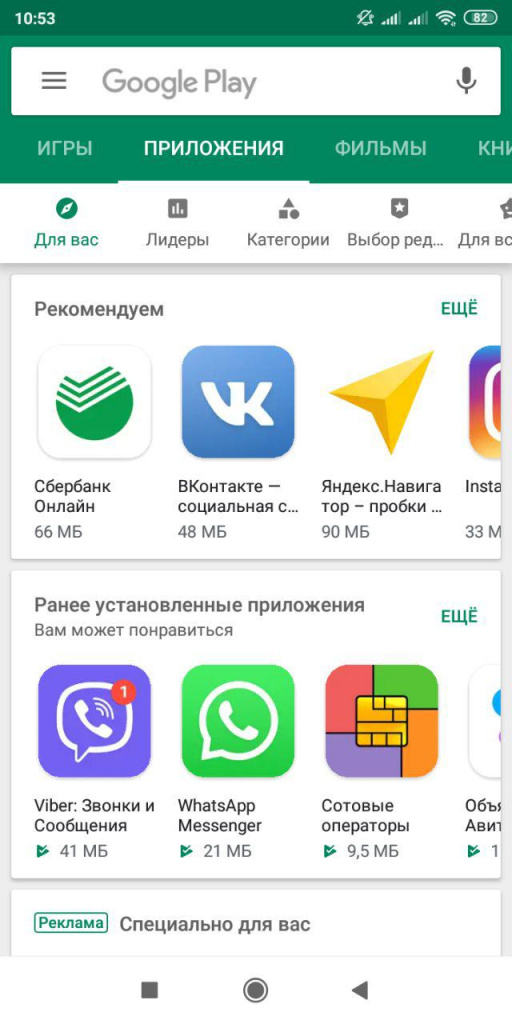 10:53
82
Google Play
ИГРЫ
ПРИЛОЖЕНИЯ
ФИЛЬМЫ
КНИ
Для вас
Лидеры
Категории
Выбор ред...
Для вс
Рекомендуем
ЕЩЁ
Сбербанк
Онлайн
66 МБ
ВКонтакте —
социальная с...
48 МБ
Яндекс.Навига
тор – пробки ...
90 МБ
Insta
33 М
Ранее установленные приложения
ЕЩЁ
Вам может понравиться
1
Viber: Звонки и
Сообщения
41 МБ
WhatsApp
Messenger
21 МБ
Сотовые
операторы
9,5 МБ
Объя
Авит
1
Реклама
Специально для вас